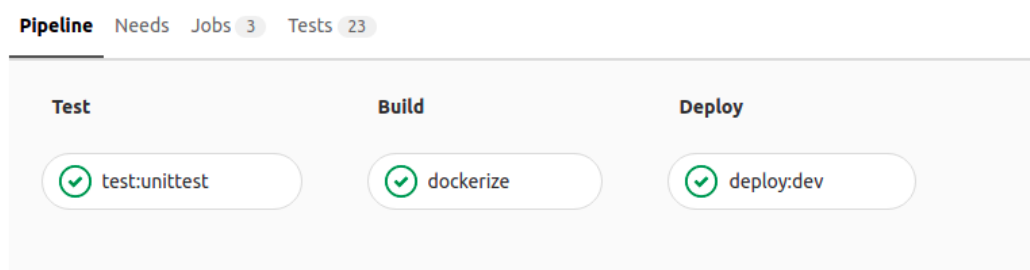 Pipeline Needs Jobs 3 Tests 23
Test Build Deploy
test:unittest dockerize deploy:dev